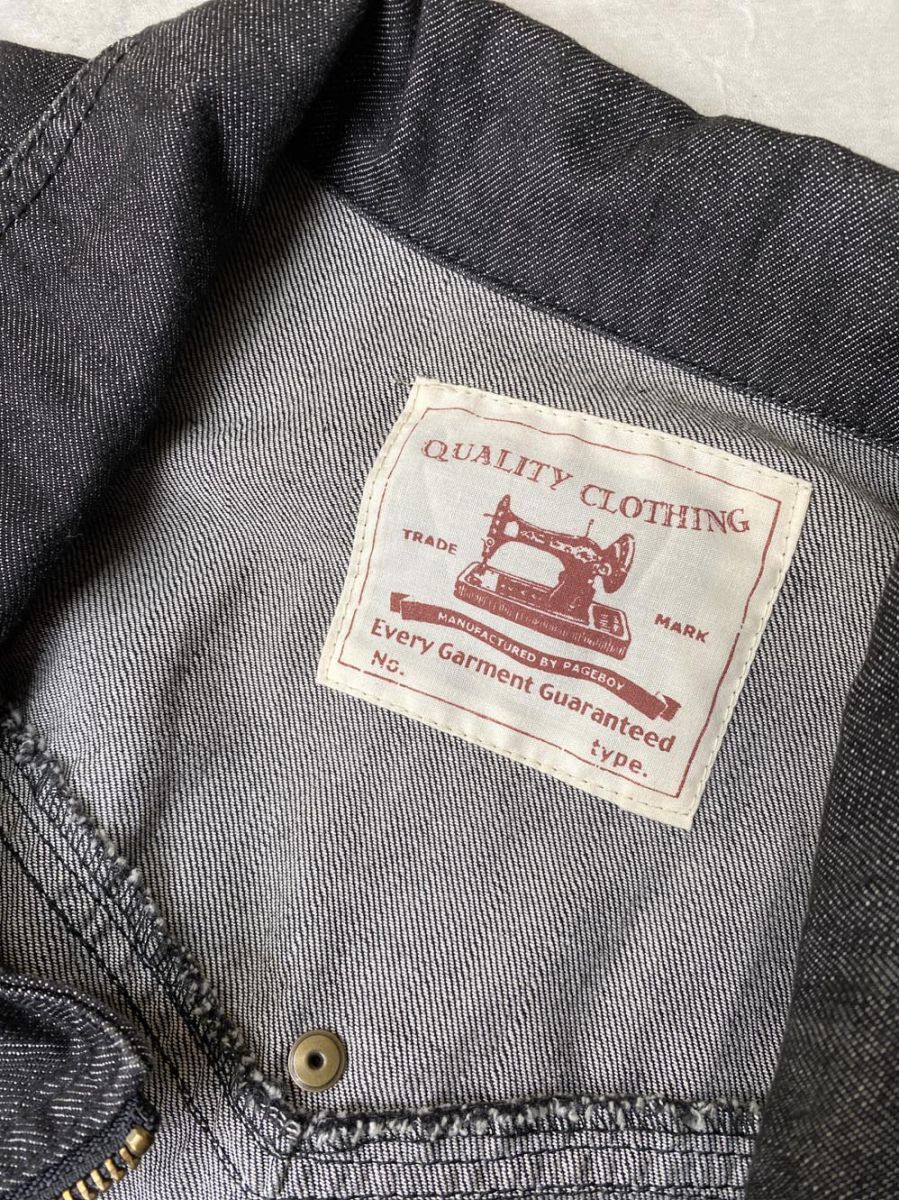 QUALITY CLOTHING
TRADE MARK
MANUFACTURED BY PAGEBOY
Every Garment Guaranteed
No. type.